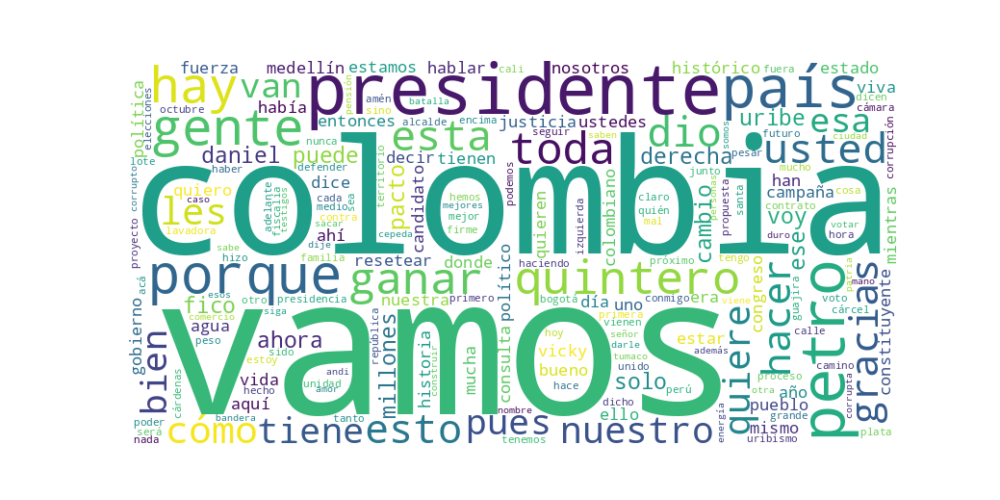 fuerza medellín estamos hablar cali nosotros histórico fuera estado
hay van presidente país viva
política elecciones octubre había pensión amén sino batalla encima dicen cámara
gente entonces alcalde justicia ustedes dio uribe esa
nunca esta seguir toda saben somos futuro ciudad usted corrupción
lote daniel puede decir tienen derecha pesar mucho mientras
corrupto haber defender territorio podemos junto han
colombia
proyecto quiero dice cada pacto candidato hemos mejores quieren izquierda colombiano claro quién cambio propuesta santa campaña cosa
les caso adelante fiscalía testigos medio sea contra mejor firme mal voy contrato ese
lavadora ahí sacar cepeda duro votar
sabe hizo dije familia resetear donde político haciendo próximo era tengo hora
acá porque ganar quintero hacer petro guajira patria mano
esos otro presidencia nuestra primero bogotá día uno conmigo congreso voto cárcel gracias constituyente
fico siga consulta primera
gobierno comercio agua ahora república historia hoy vienen estar viene calle
bien peso sido millones mucha vicky señor darle además
vamos
estoy construir bueno tumaco unido camino
vida andi hace solo perú quiere proceso corrupta
cárdenas hecho unidad amor otra año
aquí dicho ello pueblo plata
poder bandera tanto nombre energía grande
será cómo tiene esto pues tenemos nuestro mismo
nada uribismo